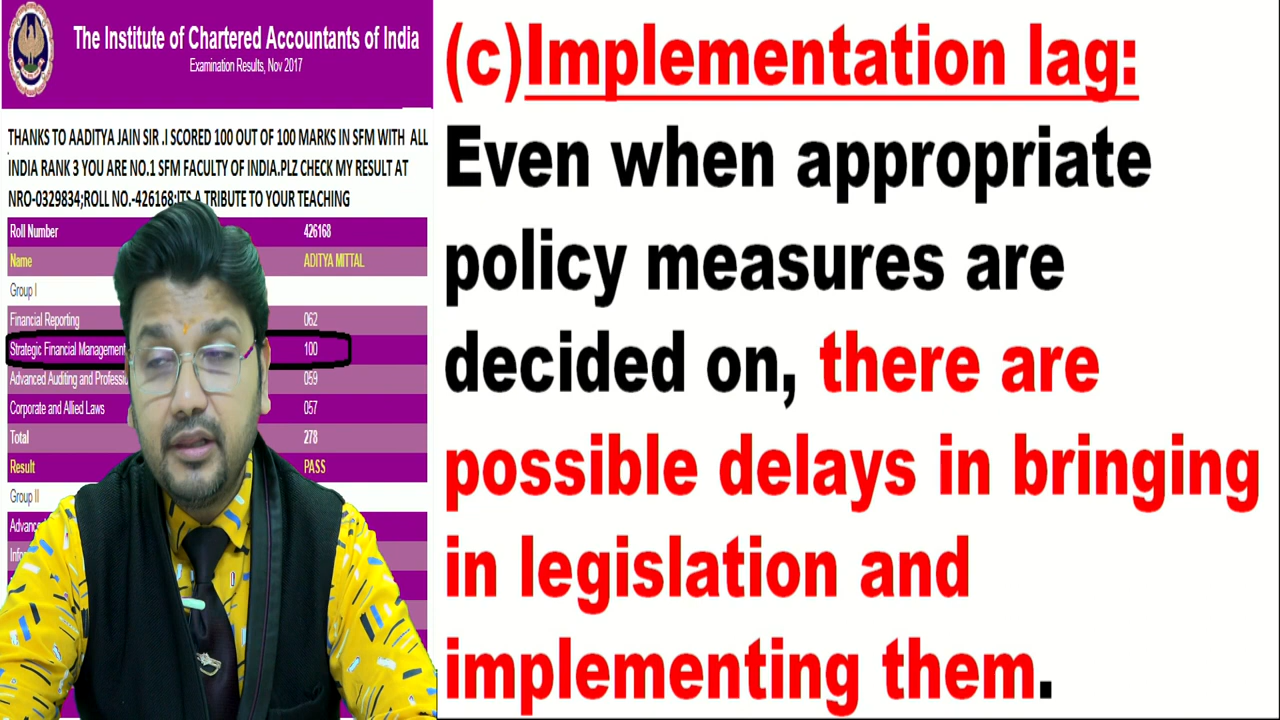 The Institute of Chartered Accountants of India
Examination Results, Nov 2017
THANKS TO AADITYA JAIN SIR .I SCORED 100 OUT OF 100 MARKS IN SFM WITH ALL
INDIA RANK 3 YOU ARE NO.1 SFM FACULTY OF INDIA.PLZ CHECK MY RESULT AT
NRO-0329834;ROLL NO.-426168;ITS A TRIBUTE TO YOUR TEACHING
Roll Number 426168
Name ADITYA MITTAL
Group I
Financial Reporting 062
Strategic Financial Management 100
Advanced Auditing and 059
Corporate and Allied Laws 057
Total 278
Result PASS
Group II
(c)Implementation lag:
Even when appropriate
policy measures are
decided on, there are
possible delays in bringing
in legislation and
implementing them.